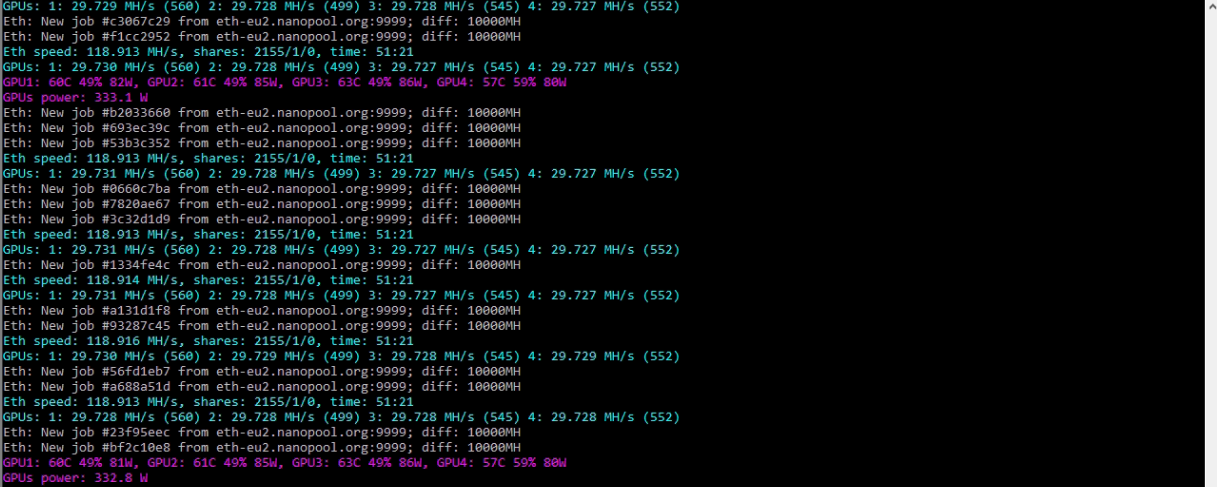 GPUs: 1: 29.729 MH/s (560) 2: 29.728 MH/s (499) 3: 29.728 MH/s (545) 4: 29.727 MH/s (552)
Eth: New job #c3067c29 from eth-eu2.nanopool.org:9999; diff: 10000MH
Eth: New job #f1cc2952 from eth-eu2.nanopool.org:9999; diff: 10000MH
Eth speed: 118.913 MH/s, shares: 2155/1/0, time: 51:21
GPUs: 1: 29.730 MH/s (560) 2: 29.728 MH/s (499) 3: 29.727 MH/s (545) 4: 29.727 MH/s (552)
GPU1: 60C 49% 82W, GPU2: 61C 49% 85W, GPU3: 63C 49% 86W, GPU4: 57C 59% 80W
GPUs power: 333.1 W
Eth: New job #b2033660 from eth-eu2.nanopool.org:9999; diff: 10000MH
Eth: New job #693ec39c from eth-eu2.nanopool.org:9999; diff: 10000MH
Eth: New job #53b3c352 from eth-eu2.nanopool.org:9999; diff: 10000MH
Eth speed: 118.913 MH/s, shares: 2155/1/0, time: 51:21
GPUs: 1: 29.731 MH/s (560) 2: 29.728 MH/s (499) 3: 29.727 MH/s (545) 4: 29.727 MH/s (552)
Eth: New job #0660c7ba from eth-eu2.nanopool.org:9999; diff: 10000MH
Eth: New job #7820ae67 from eth-eu2.nanopool.org:9999; diff: 10000MH
Eth: New job #3c32d1d9 from eth-eu2.nanopool.org:9999; diff: 10000MH
Eth speed: 118.913 MH/s, shares: 2155/1/0, time: 51:21
GPUs: 1: 29.731 MH/s (560) 2: 29.728 MH/s (499) 3: 29.727 MH/s (545) 4: 29.727 MH/s (552)
Eth: New job #1334fe4c from eth-eu2.nanopool.org:9999; diff: 10000MH
Eth speed: 118.914 MH/s, shares: 2155/1/0, time: 51:21
GPUs: 1: 29.731 MH/s (560) 2: 29.728 MH/s (499) 3: 29.727 MH/s (545) 4: 29.727 MH/s (552)
Eth: New job #a131d1f8 from eth-eu2.nanopool.org:9999; diff: 10000MH
Eth: New job #93287c45 from eth-eu2.nanopool.org:9999; diff: 10000MH
Eth speed: 118.916 MH/s, shares: 2155/1/0, time: 51:21
GPUs: 1: 29.730 MH/s (560) 2: 29.729 MH/s (499) 3: 29.728 MH/s (545) 4: 29.729 MH/s (552)
Eth: New job #56fd1eb7 from eth-eu2.nanopool.org:9999; diff: 10000MH
Eth: New job #a688a51d from eth-eu2.nanopool.org:9999; diff: 10000MH
Eth speed: 118.913 MH/s, shares: 2155/1/0, time: 51:21
GPUs: 1: 29.728 MH/s (560) 2: 29.728 MH/s (499) 3: 29.728 MH/s (545) 4: 29.728 MH/s (552)
Eth: New job #23f95eec from eth-eu2.nanopool.org:9999; diff: 10000MH
Eth: New job #bf2c10e8 from eth-eu2.nanopool.org:9999; diff: 10000MH
GPU1: 60C 49% 81W, GPU2: 61C 49% 85W, GPU3: 63C 49% 86W, GPU4: 57C 59% 80W
GPUs power: 332.8 W